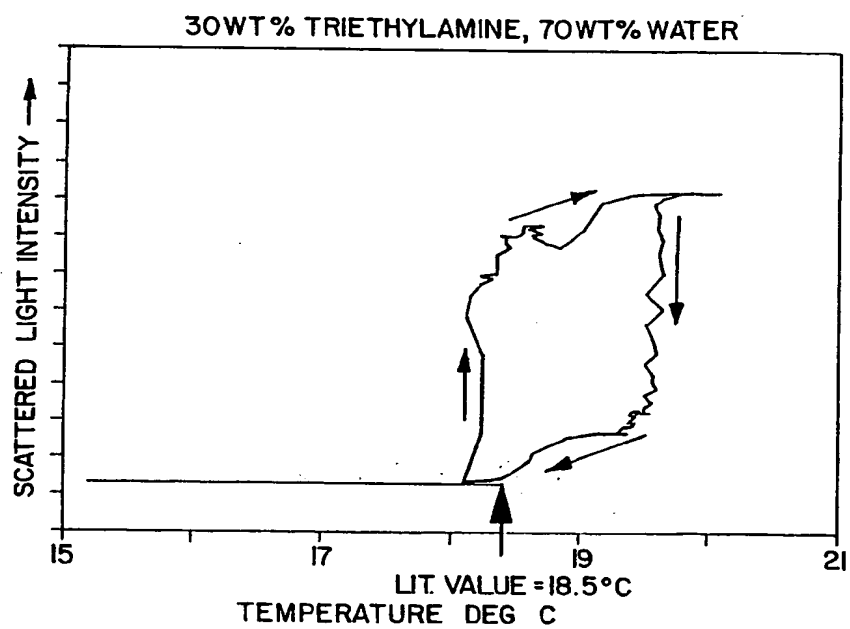 30WT% TRIETHYLAMINE, 70WT% WATER
SCATTERED LIGHT INTENSITY
15 17 19 21
LIT. VALUE = 18.5°C
TEMPERATURE DEG C